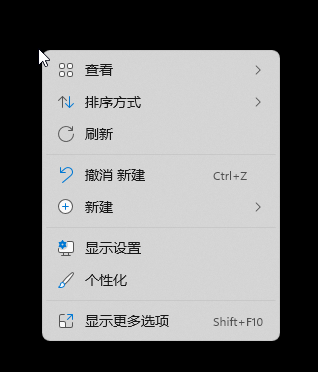 查看
排序方式
刷新
撤消 新建 Ctrl+Z
新建
显示设置
个性化
显示更多选项 Shift+F10